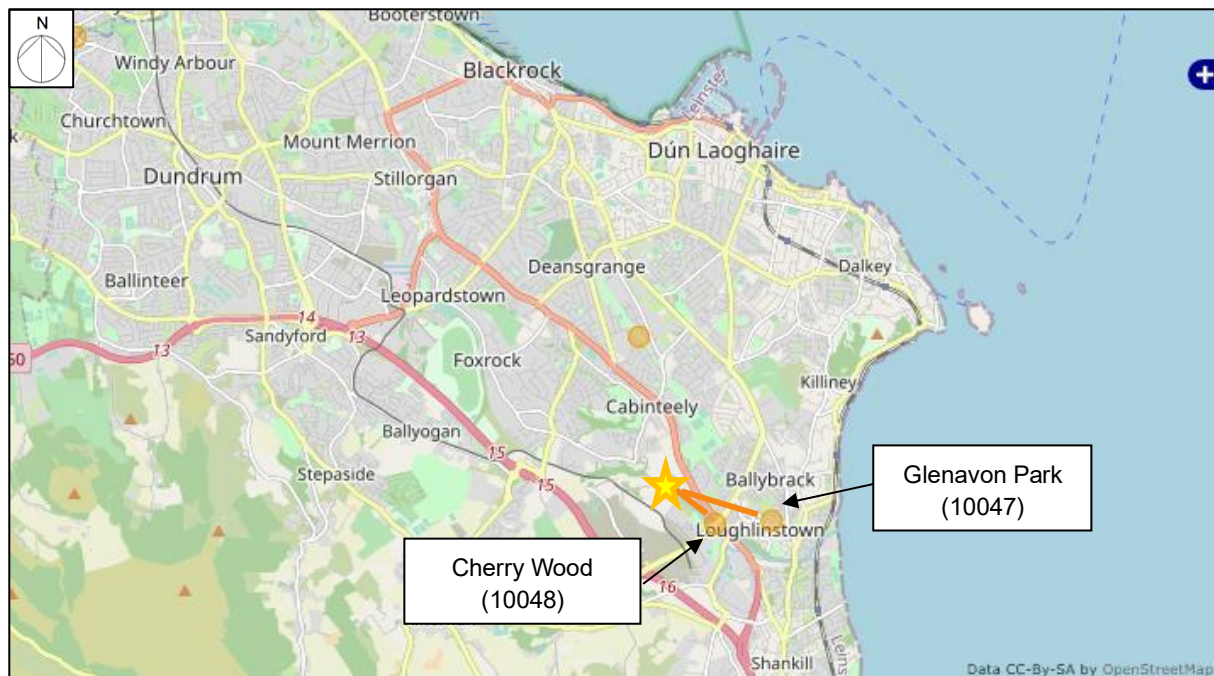 N
Booterstown
Windy Arbour
Blackrock
Leinster
Churchtown
Mount Merrion
Dún Laoghaire
Dundrum
Stillorgan
Deansgrange
Dalkey
Ballinteer
Leopardstown
14
13
Sandyford
13
Foxrock
Killiney
Cabinteely
Ballyogan
15
15
Stepaside
Ballybrack
Glenavon Park
(10047)
Loughlinstown
Cherry Wood
(10048)
16
Shankill
Data CC-By-SA by OpenStreetMap